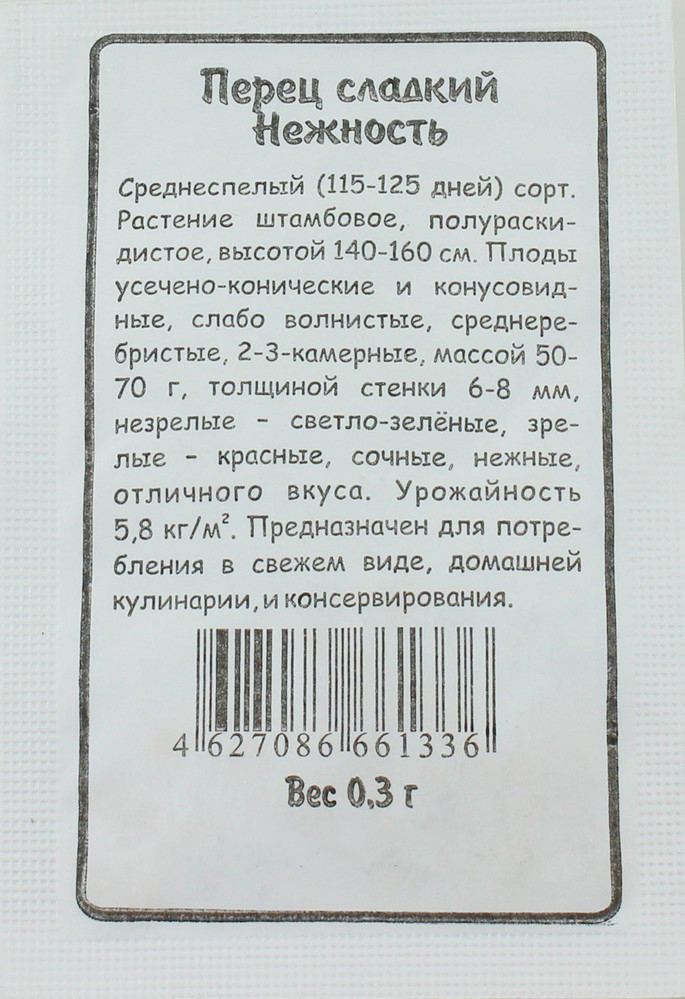 Перец сладкий
Нежность
Среднеспелый (115-125 дней) сорт.
Растение штамбовое, полураски-
дистое, высотой 140-160 см. Плоды
усечено-конические и конусовид-
ные, слабо волнистые, среднере-
бристые, 2-3-камерные, массой 50-
70 г, толщиной стенки 6-8 мм,
незрелые - светло-зелёные, зре-
лые - красные, сочные, нежные,
отличного вкуса. Урожайность
5,8 кг/м². Предназначен для потре-
бления в свежем виде, домашней
кулинарии, и консервирования.
4 627086 661336
Вес 0,3 г